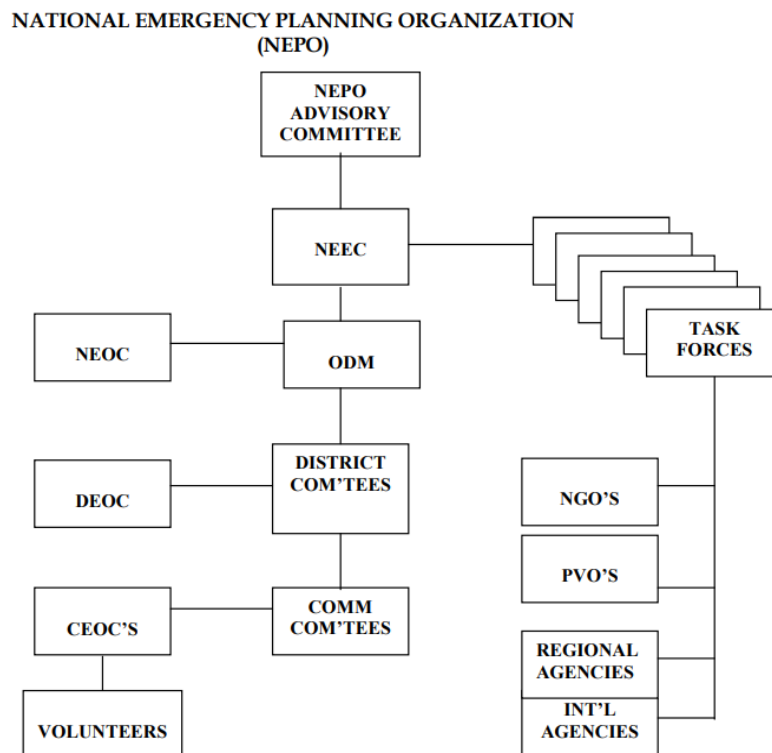 NATIONAL EMERGENCY PLANNING ORGANIZATION
(NEPO)
NEPO
ADVISORY
COMMITTEE
NEEC
TASK
FORCES
NEOC
ODM
DISTRICT
COM'TEES
DEOC
NGO'S
PVO'S
COMM
COM'TEES
CEOC'S
REGIONAL
AGENCIES
INT'L
AGENCIES
VOLUNTEERS